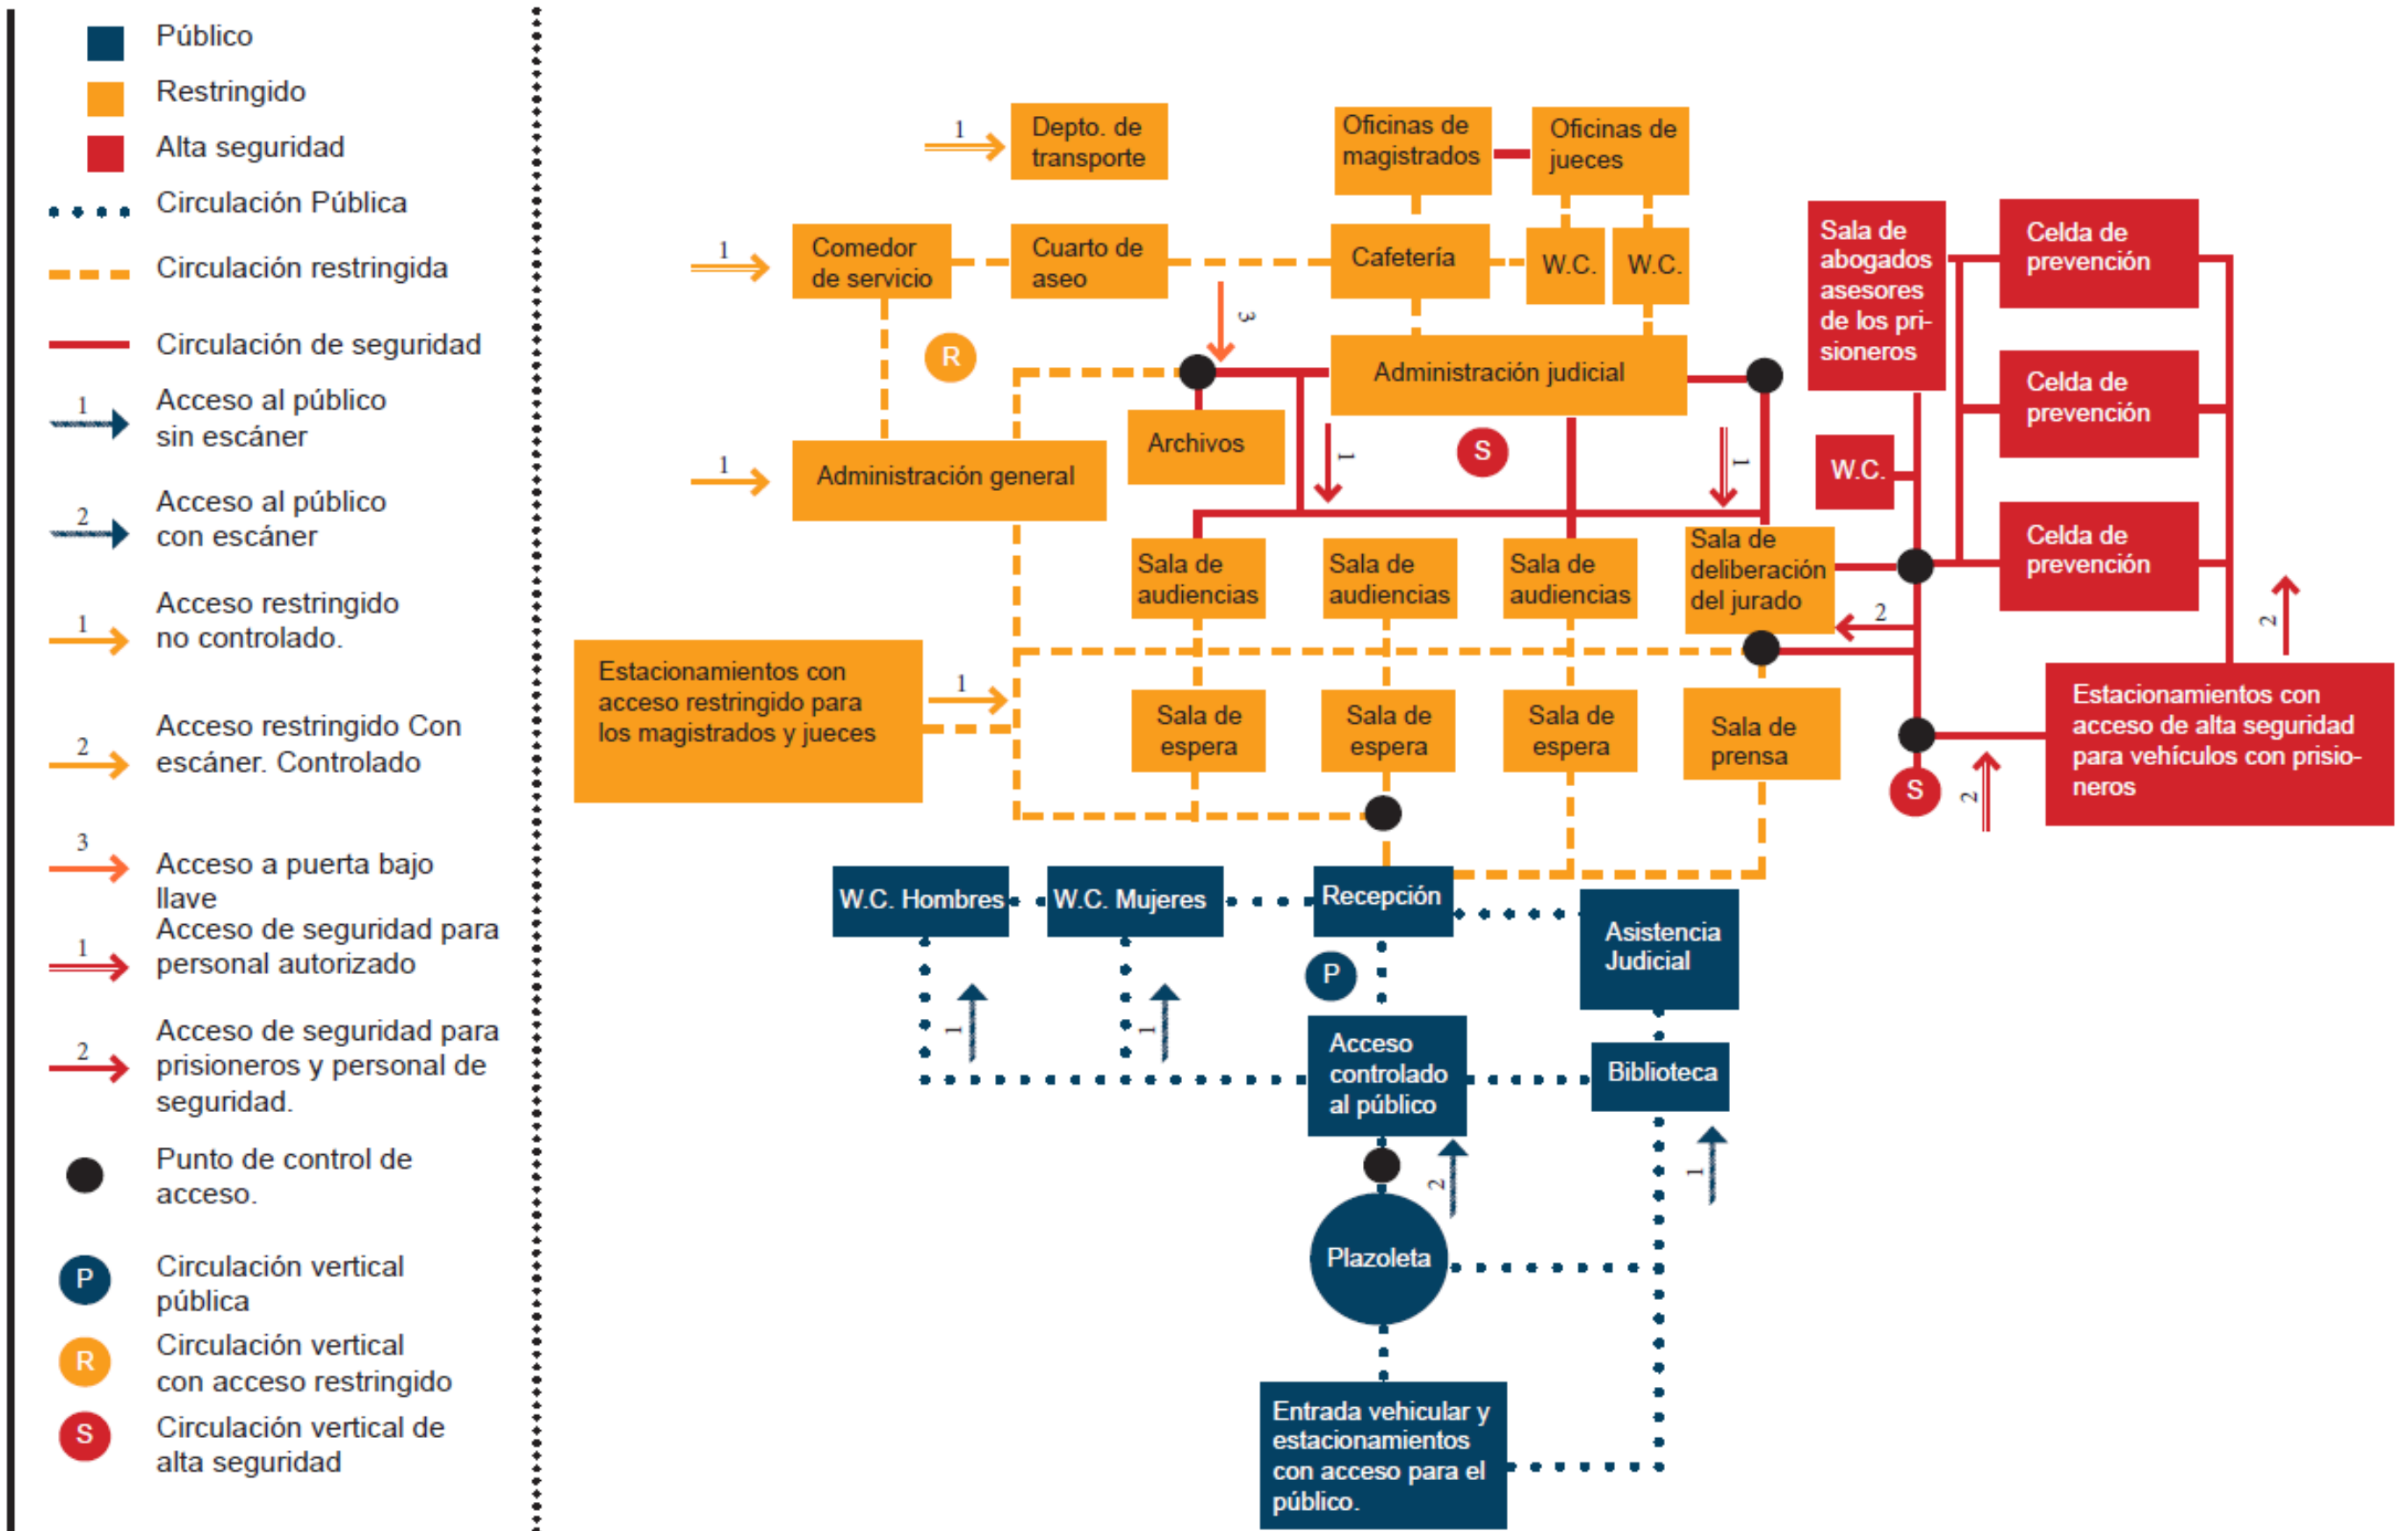 Público
Restringido
Alta seguridad
Circulación Pública
Circulación restringida
Circulación de seguridad
1
Acceso al público
sin escáner
2
Acceso al público
con escáner
1
Acceso restringido
no controlado.
2
Acceso restringido Con
escáner. Controlado
3
Acceso a puerta bajo
llave
1
Acceso de seguridad para
personal autorizado
2
Acceso de seguridad para
prisioneros y personal de
seguridad.
Punto de control de
acceso.
P
Circulación vertical
pública
R
Circulación vertical
con acceso restringido
S
Circulación vertical de
alta seguridad
1
Depto. de
transporte
Oficinas de
magistrados
Oficinas de
jueces
1
Comedor
de servicio
Cuarto de
aseo
Cafetería
W.C.
W.C.
3
R
Administración judicial
Archivos
1
S
1
1
Administración general
Sala de
abogados
asesores
de los pri-
sioneros
Celda de
prevención
Celda de
prevención
W.C.
Celda de
prevención
Sala de
audiencias
Sala de
audiencias
Sala de
audiencias
Sala de
deliberación
del jurado
2
2
Estacionamientos con
acceso restringido para
los magistrados y jueces
1
Sala de
espera
Sala de
espera
Sala de
espera
Sala de
prensa
S
2
Estacionamientos con
acceso de alta seguridad
para vehículos con prisio-
neros
W.C. Hombres
W.C. Mujeres
Recepción
Asistencia
Judicial
P
1
1
Acceso
controlado
al público
Biblioteca
2
1
Plazoleta
Entrada vehicular y
estacionamientos
con acceso para el
público.